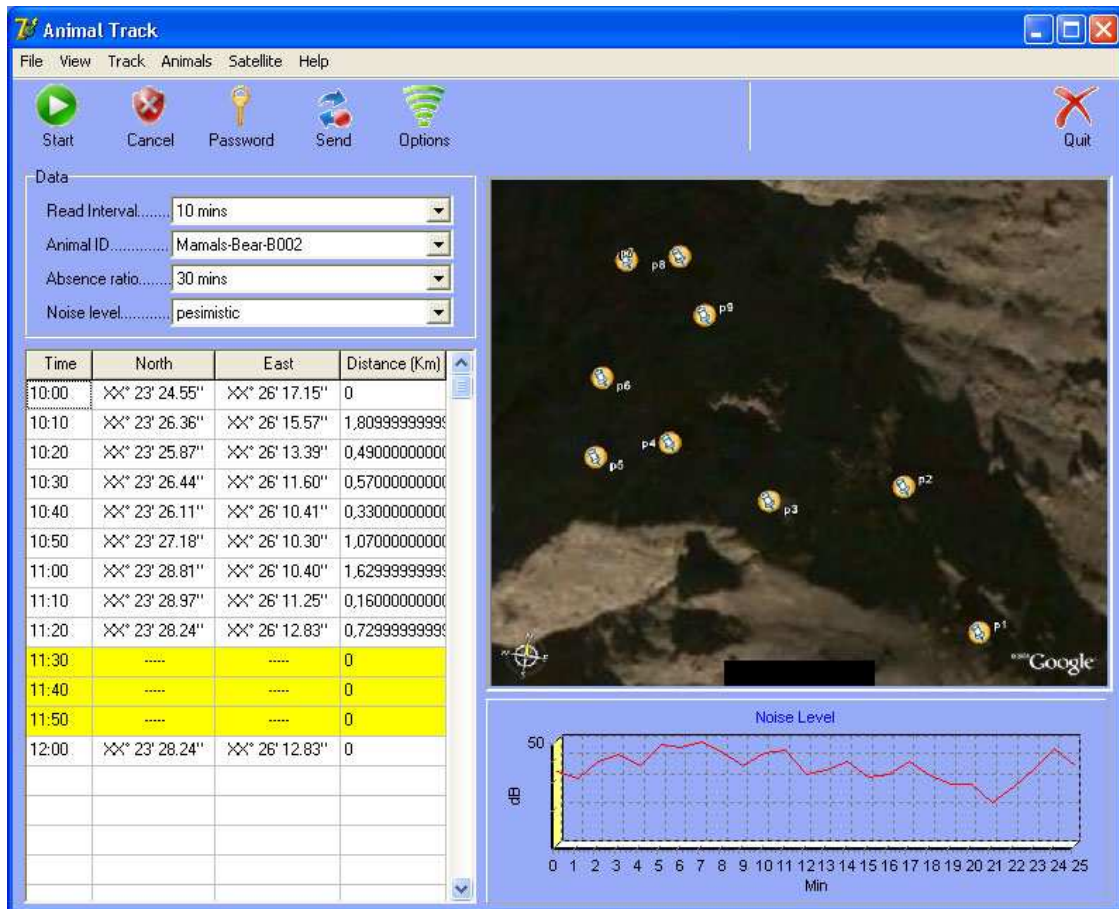 Animal Track
File View Track Animals Satellite Help
Start Cancel Password Send Options Quit
Data
Read Interval....... 10 mins
Animal ID............. Mamals-Bear-B002
Absence ratio....... 30 mins
Noise level........... pesimistic
Time North East Distance (Km)
10:00 XX° 23' 24.55'' XX° 26' 17.15'' 0
10:10 XX° 23' 26.36'' XX° 26' 15.57'' 1,80999999999
10:20 XX° 23' 25.87'' XX° 26' 13.39'' 0,49000000000
10:30 XX° 23' 26.44'' XX° 26' 11.60'' 0,57000000000
10:40 XX° 23' 26.11'' XX° 26' 10.41'' 0,33000000000
10:50 XX° 23' 27.18'' XX° 26' 10.30'' 1,07000000000
11:00 XX° 23' 28.81'' XX° 26' 10.40'' 1,62999999999
11:10 XX° 23' 28.97'' XX° 26' 11.25'' 0,16000000000
11:20 XX° 23' 28.24'' XX° 26' 12.83'' 0,72999999999
11:30 ----- ----- 0
11:40 ----- ----- 0
11:50 ----- ----- 0
12:00 XX° 23' 28.24'' XX° 26' 12.83'' 0
p8
p9
p6
p4
p5
p2
p3
p1
Google
Noise Level
50
dB
0 1 2 3 4 5 6 7 8 9 10 11 12 13 14 15 16 17 18 19 20 21 22 23 24 25
Min